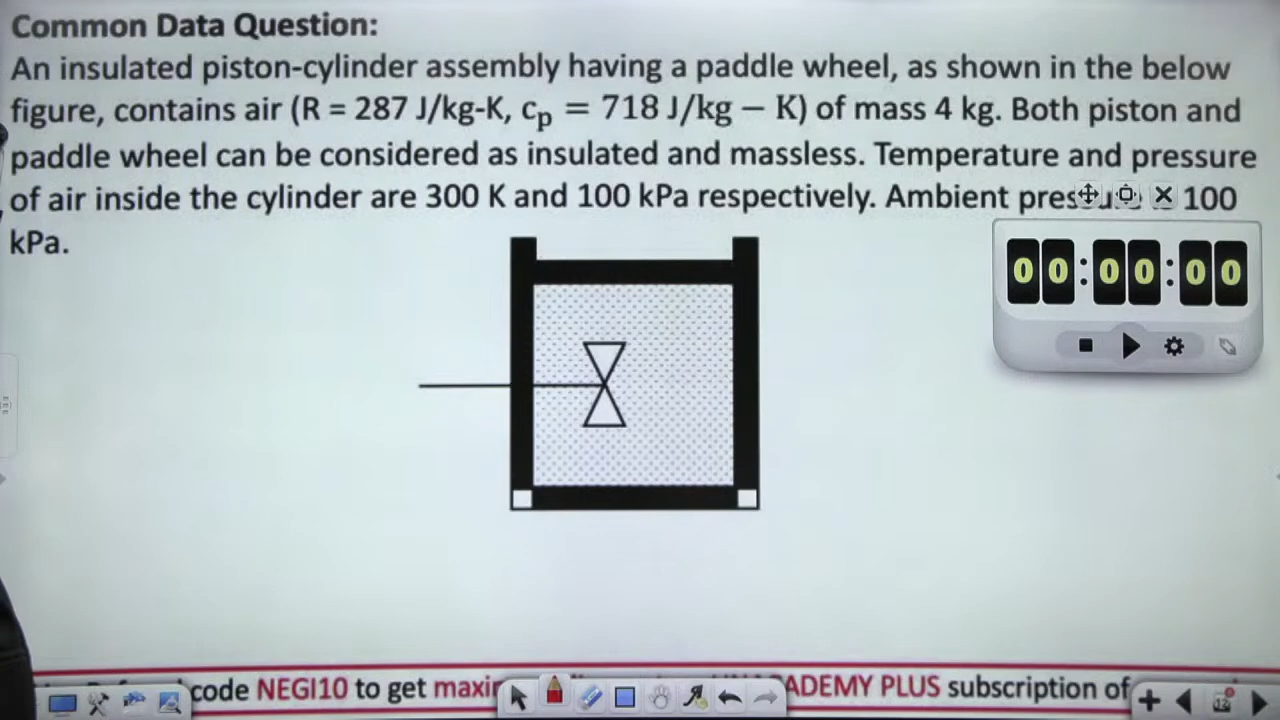 Common Data Question:
An insulated piston-cylinder assembly having a paddle wheel, as shown in the below
figure, contains air (R = 287 J/kg-K, cₚ = 718 J/kg − K) of mass 4 kg. Both piston and
paddle wheel can be considered as insulated and massless. Temperature and pressure
of air inside the cylinder are 300 K and 100 kPa respectively. Ambient 100
kPa.
00:00:00
code NEGI10 to get PLUS subscription of
12